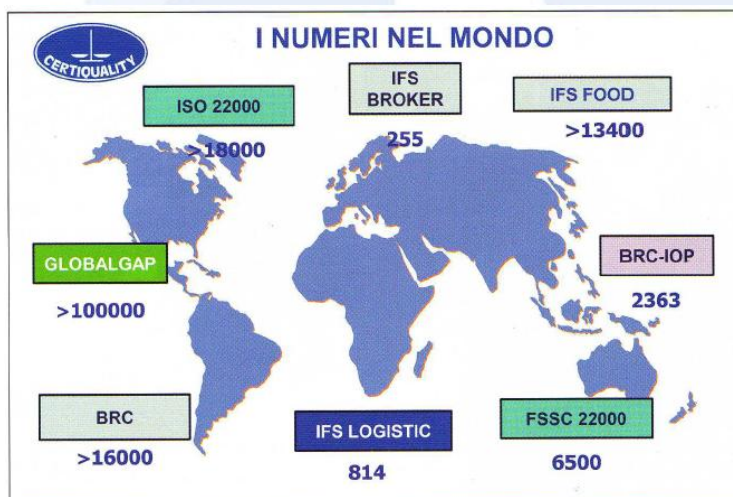 CERTIQUALITY
I NUMERI NEL MONDO
ISO 22000
>18000
IFS
BROKER
255
IFS FOOD
>13400
GLOBALGAP
>100000
BRC-IOP
2363
BRC
>16000
IFS LOGISTIC
814
FSSC 22000
6500